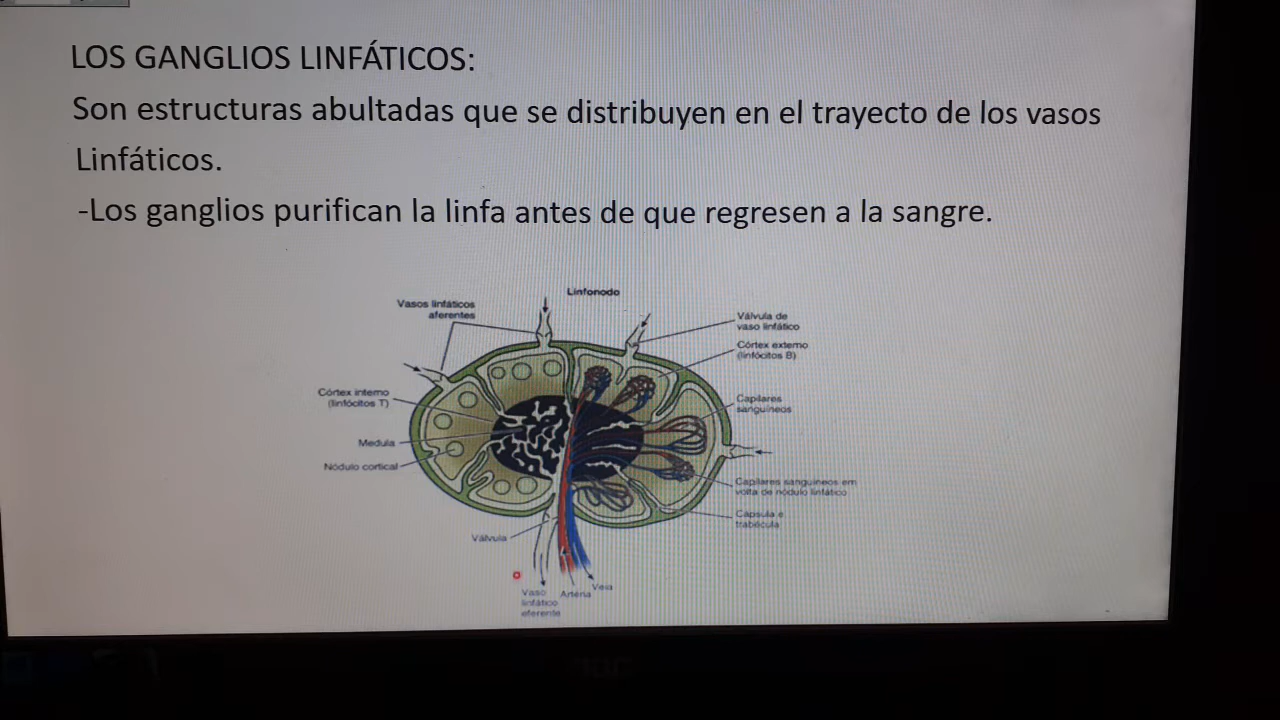 LOS GANGLIOS LINFÁTICOS:
Son estructuras abultadas que se distribuyen en el trayecto de los vasos
Linfáticos.
-Los ganglios purifican la linfa antes de que regresen a la sangre.
Linfonodo
Vasos linfáticos
aferentes
Válvula de
vaso linfático
Córtex externo
(linfócitos B)
Córtex interno
(linfócitos T)
Capilares
sanguíneos
Medula
Nódulo cortical
Capilares sanguíneos em
volta de nódulo linfático
Cápsula e
trabécula
Válvula
Vaso
linfático
eferente
Artéria
Veia